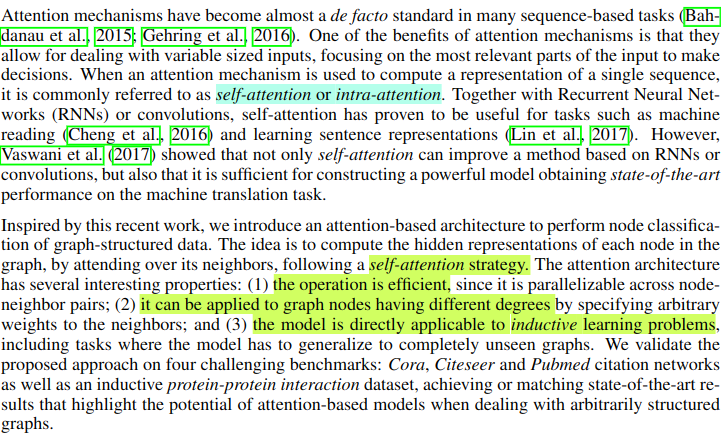 Attention mechanisms have become almost a de facto standard in many sequence-based tasks (Bah-
danau et al., 2015; Gehring et al., 2016). One of the benefits of attention mechanisms is that they
allow for dealing with variable sized inputs, focusing on the most relevant parts of the input to make
decisions. When an attention mechanism is used to compute a representation of a single sequence,
it is commonly referred to as self-attention or intra-attention. Together with Recurrent Neural Net-
works (RNNs) or convolutions, self-attention has proven to be useful for tasks such as machine
reading (Cheng et al., 2016) and learning sentence representations (Lin et al., 2017). However,
Vaswani et al. (2017) showed that not only self-attention can improve a method based on RNNs or
convolutions, but also that it is sufficient for constructing a powerful model obtaining state-of-the-art
performance on the machine translation task.
Inspired by this recent work, we introduce an attention-based architecture to perform node classifica-
tion of graph-structured data. The idea is to compute the hidden representations of each node in the
graph, by attending over its neighbors, following a self-attention strategy. The attention architecture
has several interesting properties: (1) the operation is efficient, since it is parallelizable across node-
neighbor pairs; (2) it can be applied to graph nodes having different degrees by specifying arbitrary
weights to the neighbors; and (3) the model is directly applicable to inductive learning problems,
including tasks where the model has to generalize to completely unseen graphs. We validate the
proposed approach on four challenging benchmarks: Cora, Citeseer and Pubmed citation networks
as well as an inductive protein-protein interaction dataset, achieving or matching state-of-the-art re-
sults that highlight the potential of attention-based models when dealing with arbitrarily structured
graphs.